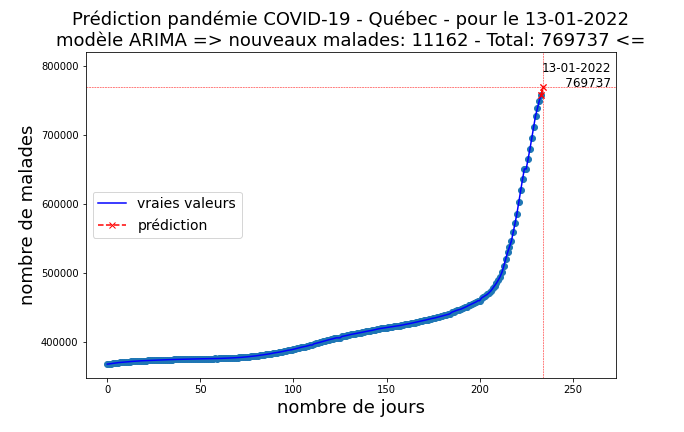 Prédiction pandémie COVID-19 - Québec - pour le 13-01-2022
modèle ARIMA => nouveaux malades: 11162 - Total: 769737 <=
13-01-2022
769737
vraies valeurs
prédiction
nombre de malades
800000
700000
600000
500000
400000
0 50 100 150 200 250
nombre de jours